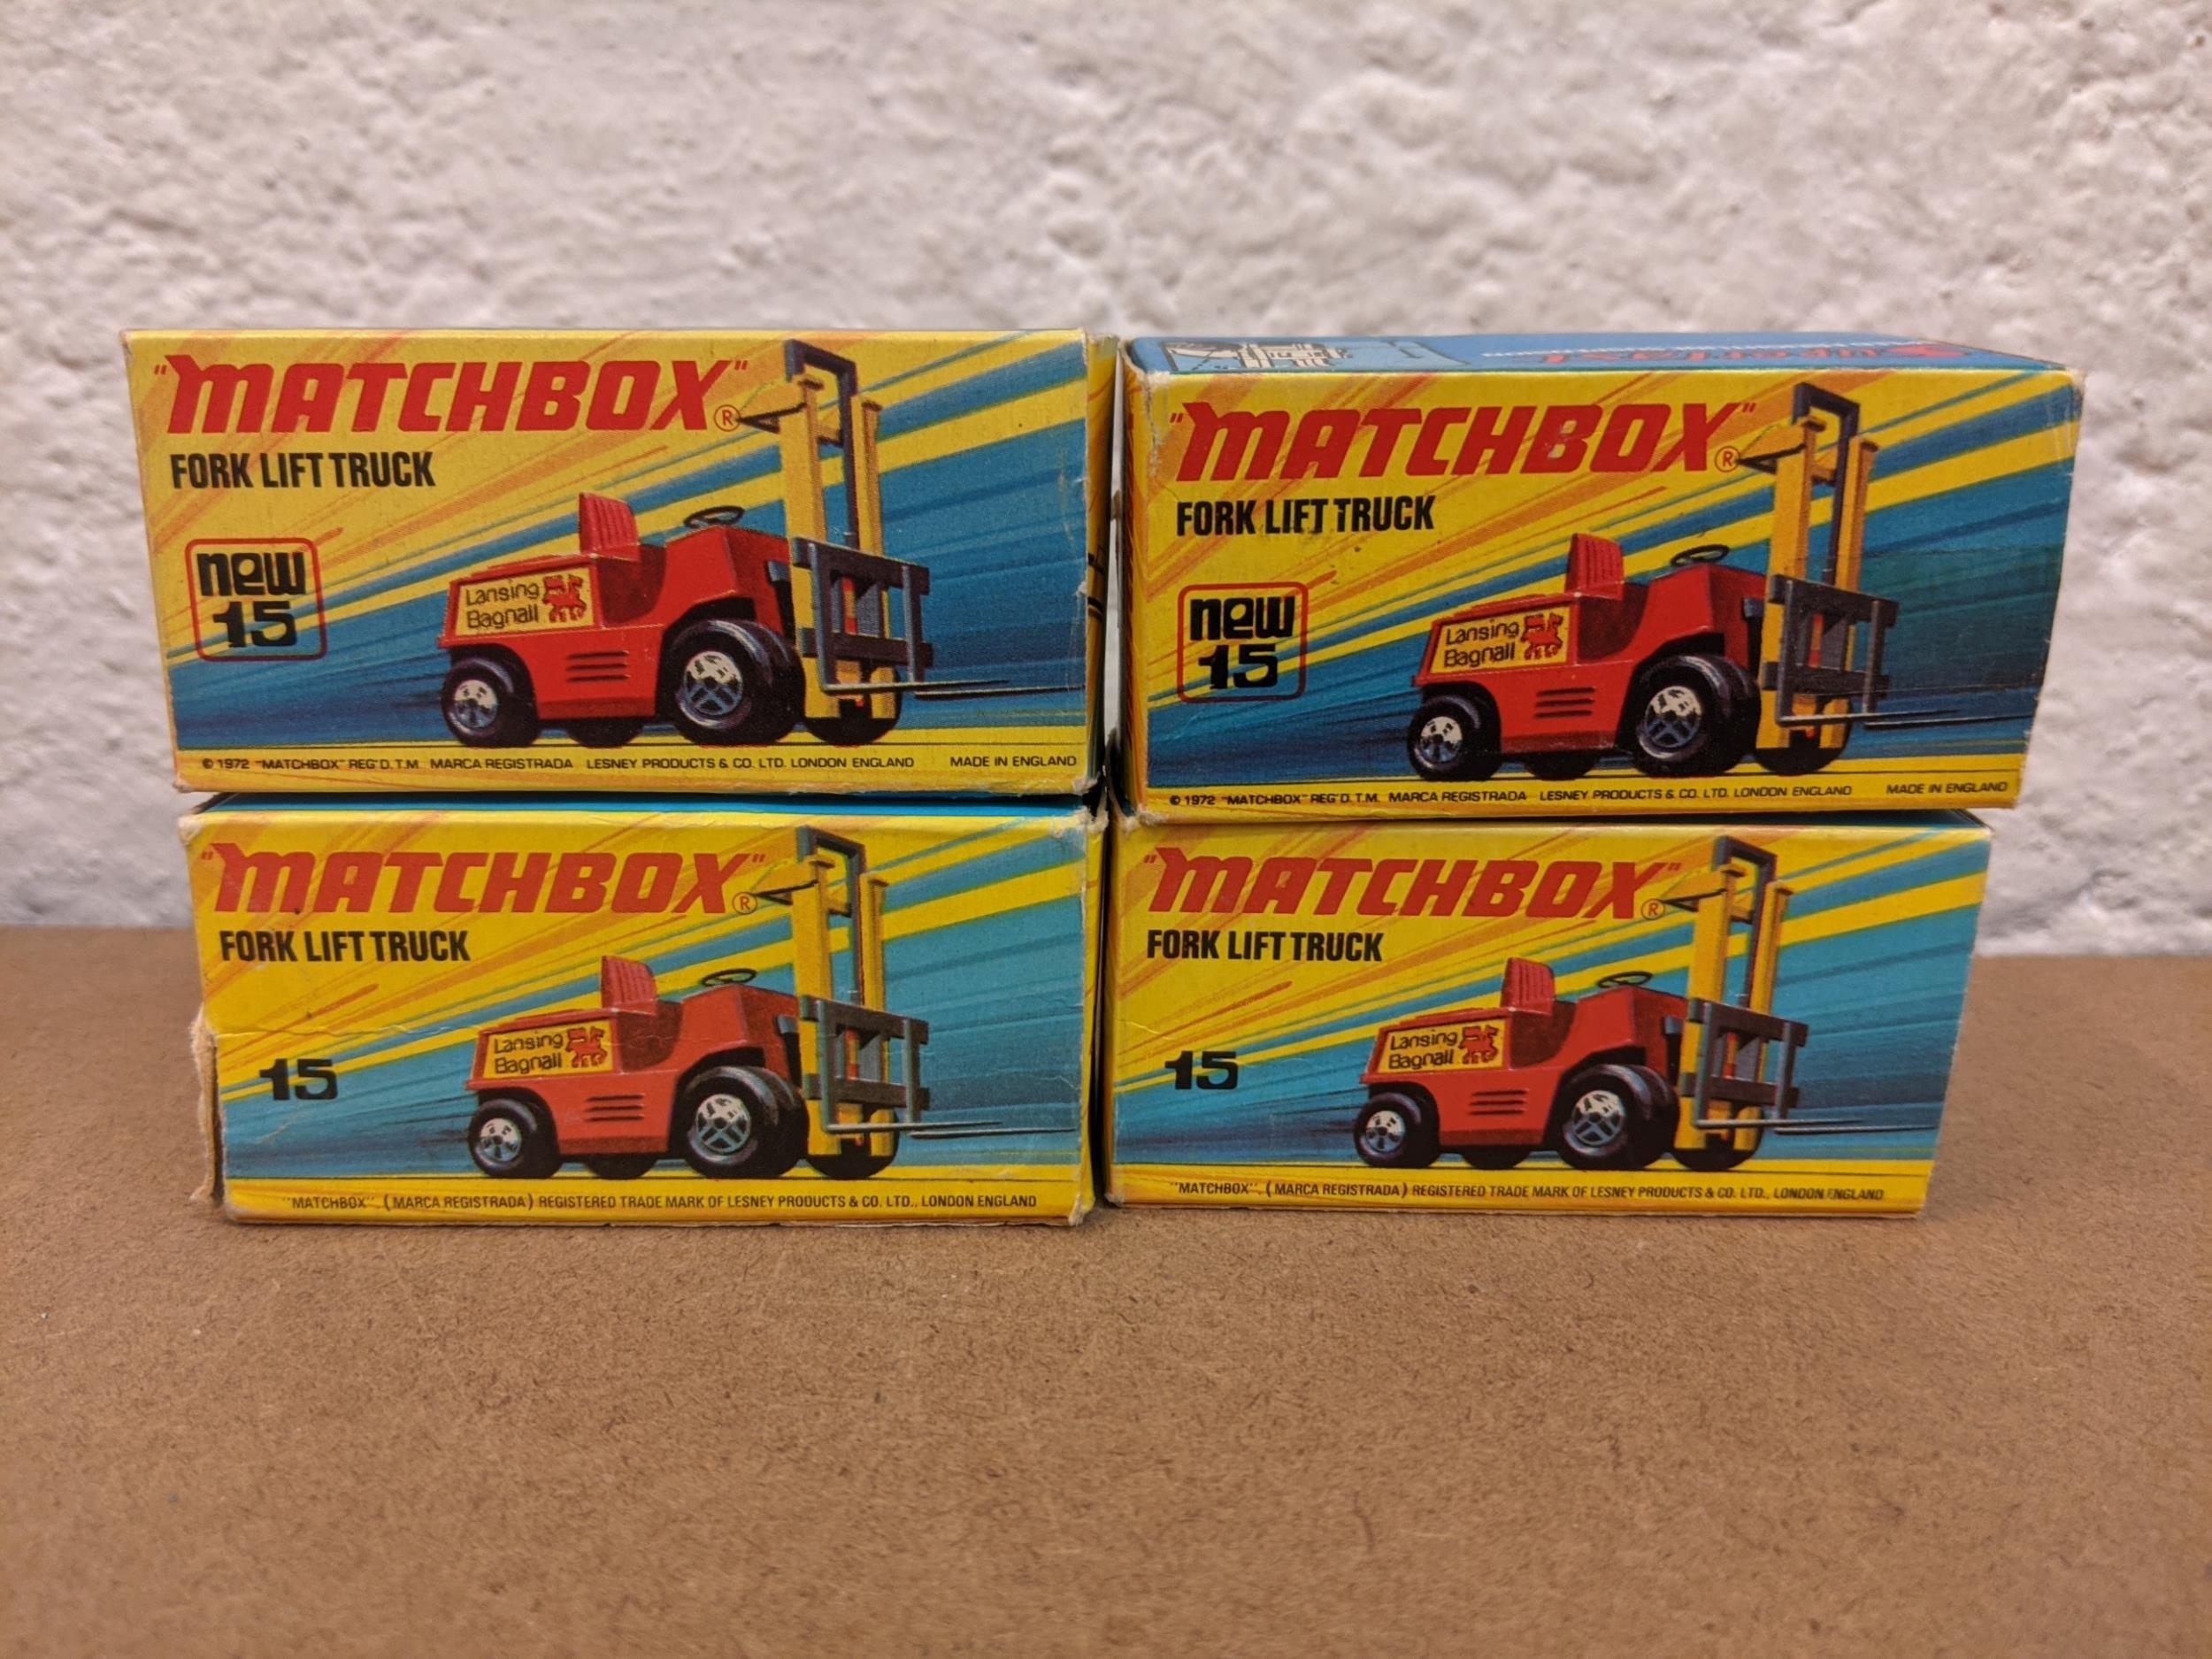 "MATCHBOX"®
FORK LIFT TRUCK
new
15
Lansing
Bagnall
© 1972 "MATCHBOX" REG'D. T.M. MARCA REGISTRADA LESNEY PRODUCTS & CO. LTD. LONDON ENGLAND MADE IN ENGLAND
Superfast
"MATCHBOX"®
FORK LIFT TRUCK
new
15
Lansing
Bagnall
© 1972 "MATCHBOX" REG'D. T.M. MARCA REGISTRADA LESNEY PRODUCTS & CO. LTD. LONDON ENGLAND MADE IN ENGLAND
"MATCHBOX"®
FORK LIFT TRUCK
15
Lansing
Bagnall
"MATCHBOX". (MARCA REGISTRADA) REGISTERED TRADE MARK OF LESNEY PRODUCTS & CO. LTD., LONDON ENGLAND
"MATCHBOX"®
FORK LIFT TRUCK
15
Lansing
Bagnall
"MATCHBOX". (MARCA REGISTRADA) REGISTERED TRADE MARK OF LESNEY PRODUCTS & CO. LTD., LONDON ENGLAND